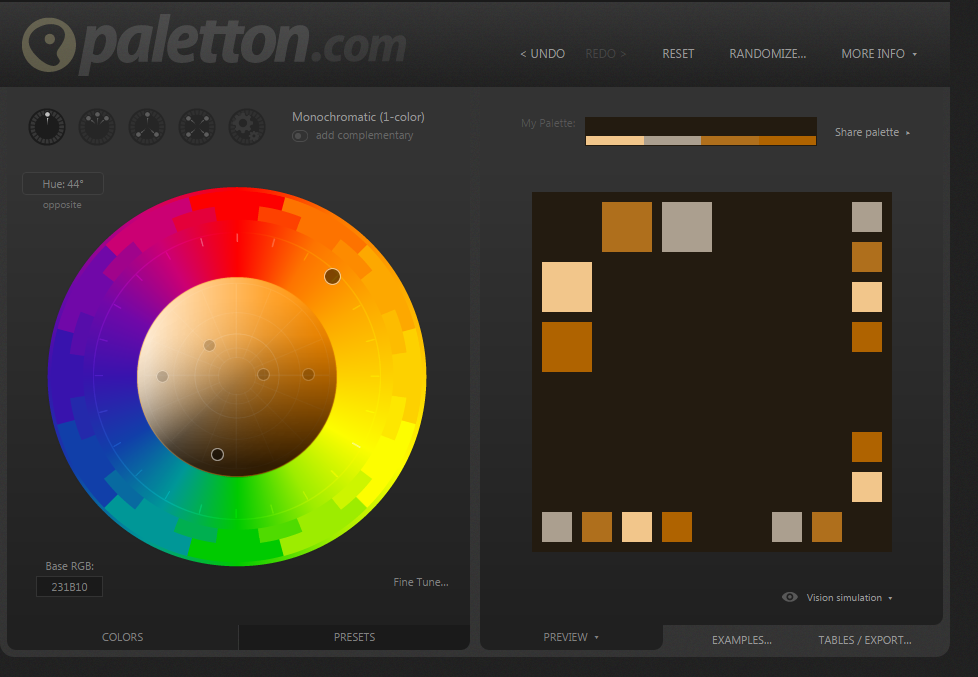 paletton.com
< UNDO REDO > RESET RANDOMIZE... MORE INFO
Monochromatic (1-color)
add complementary
My Palette:
Share palette
Hue: 44°
opposite
Base RGB:
231B10
Fine Tune...
Vision simulation
COLORS PRESETS
PREVIEW EXAMPLES... TABLES / EXPORT...